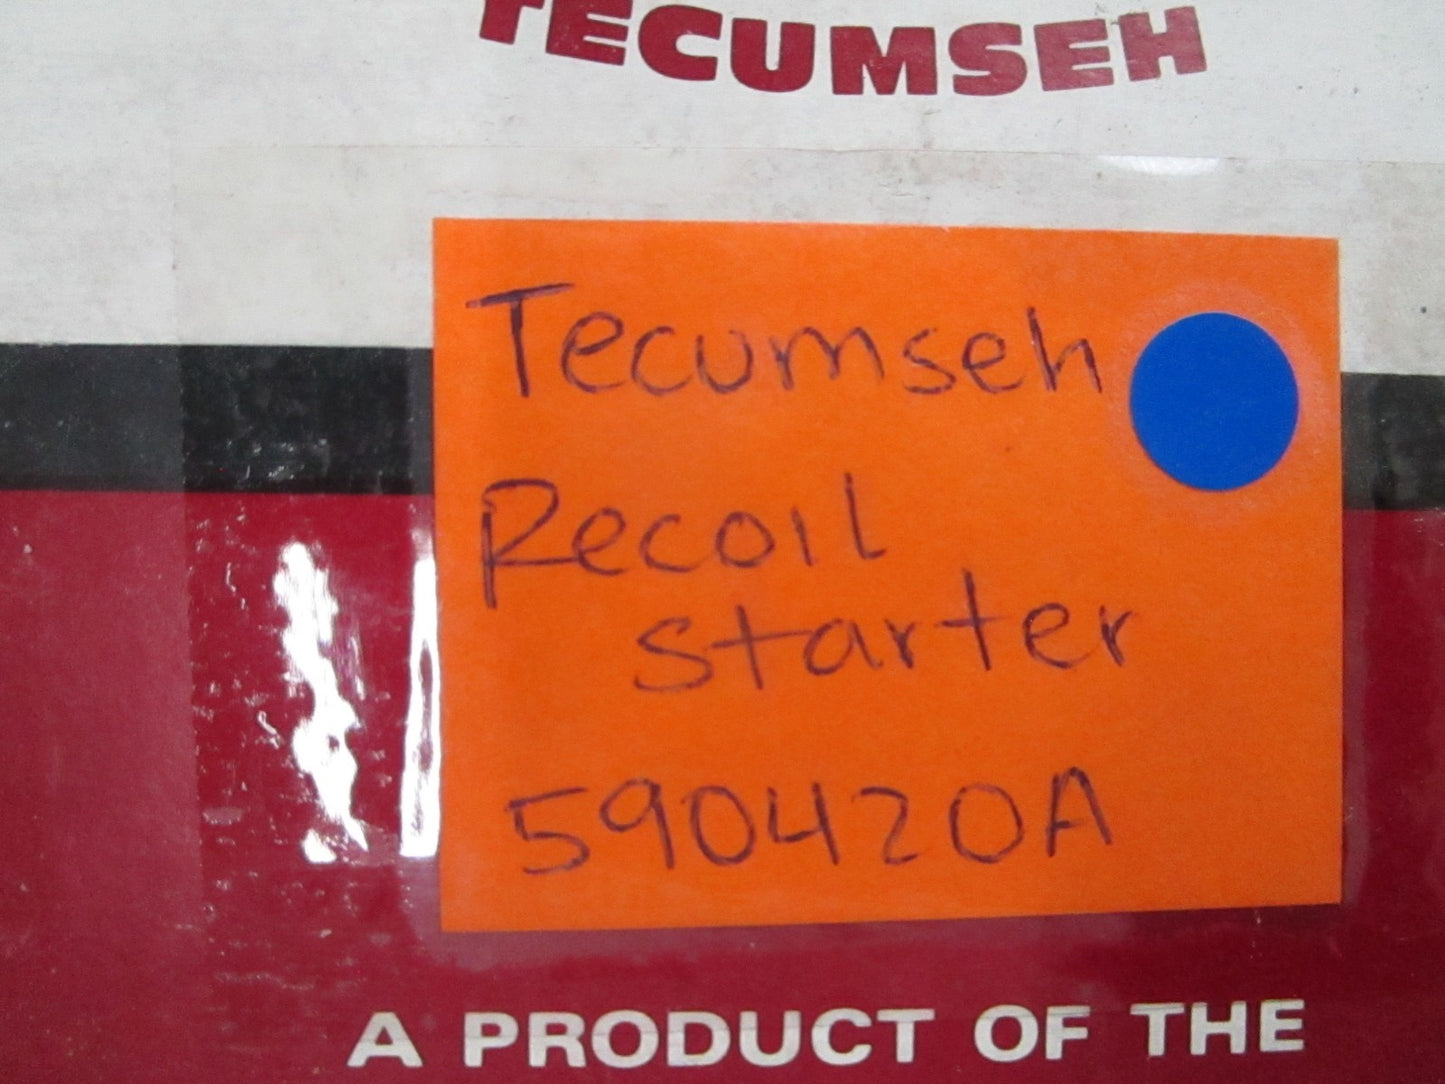 TECUMSEH
Tecumseh
Recoil
starter
590420A
A PRODUCT OF THE